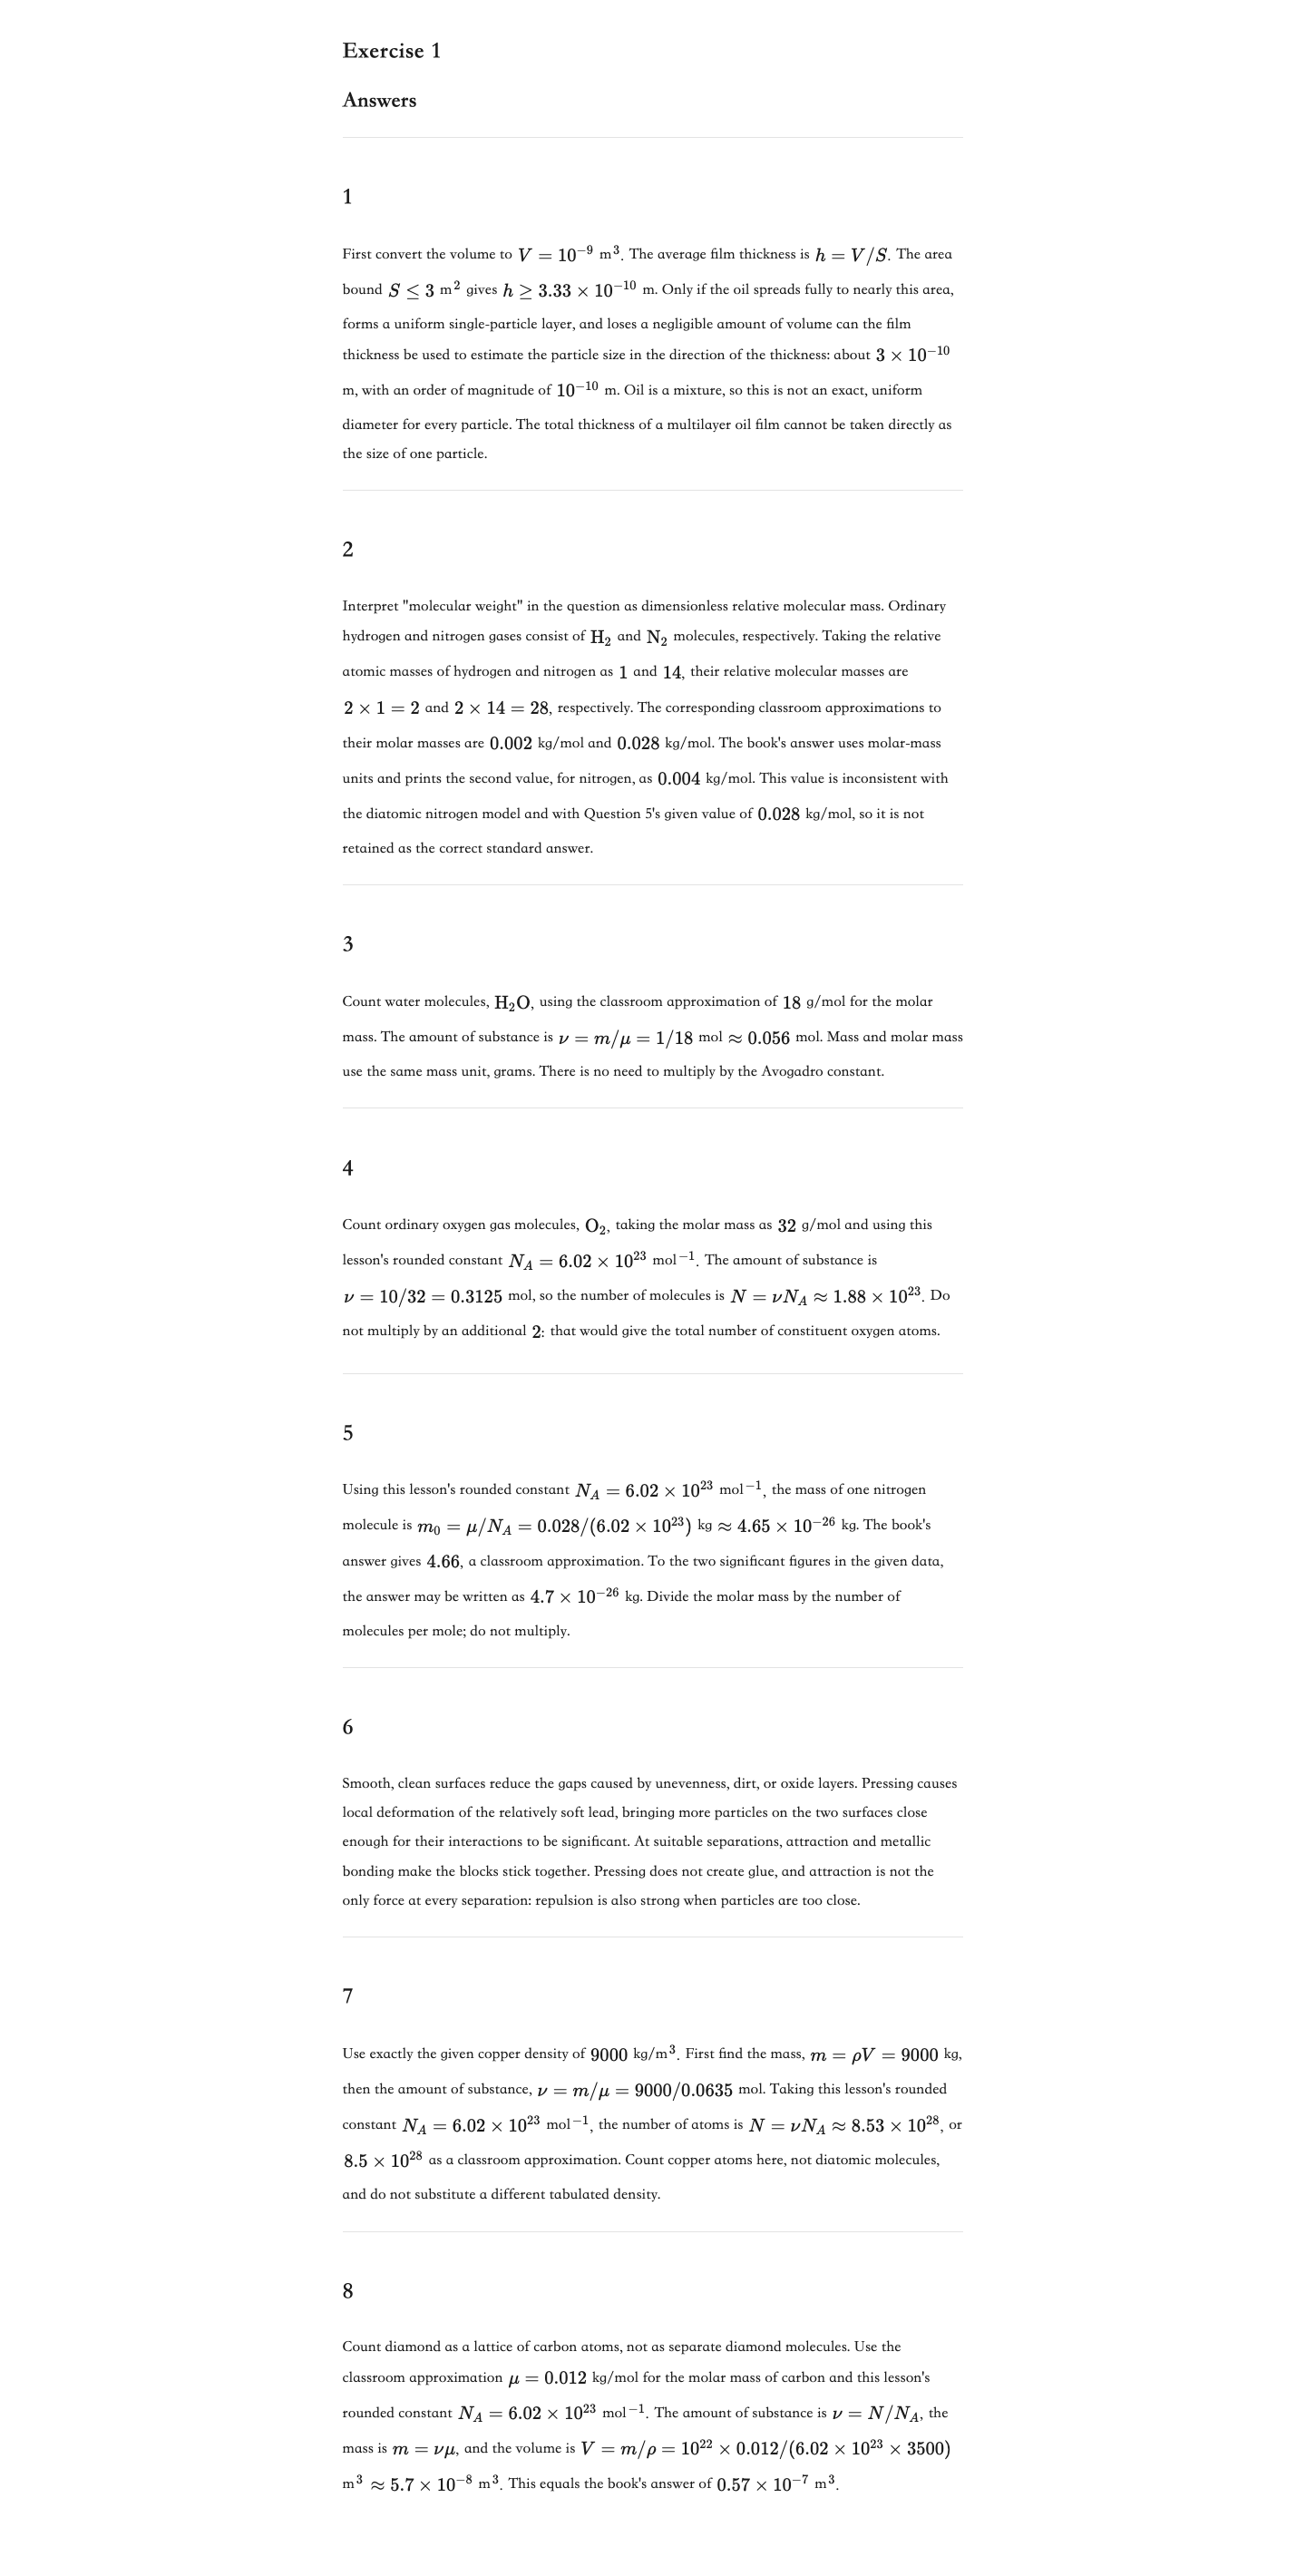 Exercise 1
Answers
1
First convert the volume to V = 10⁻⁹ m³. The average film thickness is h = V/S. The area
bound S ≤ 3 m² gives h ≥ 3.33 × 10⁻¹⁰ m. Only if the oil spreads fully to nearly this area,
forms a uniform single-particle layer, and loses a negligible amount of volume can the film
thickness be used to estimate the particle size in the direction of the thickness: about 3 × 10⁻¹⁰
m, with an order of magnitude of 10⁻¹⁰ m. Oil is a mixture, so this is not an exact, uniform
diameter for every particle. The total thickness of a multilayer oil film cannot be taken directly as
the size of one particle.
2
Interpret "molecular weight" in the question as dimensionless relative molecular mass. Ordinary
hydrogen and nitrogen gases consist of H₂ and N₂ molecules, respectively. Taking the relative
atomic masses of hydrogen and nitrogen as 1 and 14, their relative molecular masses are
2 × 1 = 2 and 2 × 14 = 28, respectively. The corresponding classroom approximations to
their molar masses are 0.002 kg/mol and 0.028 kg/mol. The book's answer uses molar-mass
units and prints the second value, for nitrogen, as 0.004 kg/mol. This value is inconsistent with
the diatomic nitrogen model and with Question 5's given value of 0.028 kg/mol, so it is not
retained as the correct standard answer.
3
Count water molecules, H₂O, using the classroom approximation of 18 g/mol for the molar
mass. The amount of substance is ν = m/μ = 1/18 mol ≈ 0.056 mol. Mass and molar mass
use the same mass unit, grams. There is no need to multiply by the Avogadro constant.
4
Count ordinary oxygen gas molecules, O₂, taking the molar mass as 32 g/mol and using this
lesson's rounded constant N_A = 6.02 × 10²³ mol⁻¹. The amount of substance is
ν = 10/32 = 0.3125 mol, so the number of molecules is N = νN_A ≈ 1.88 × 10²³. Do
not multiply by an additional 2: that would give the total number of constituent oxygen atoms.
5
Using this lesson's rounded constant N_A = 6.02 × 10²³ mol⁻¹, the mass of one nitrogen
molecule is m₀ = μ/N_A = 0.028/(6.02 × 10²³) kg ≈ 4.65 × 10⁻²⁶ kg. The book's
answer gives 4.66, a classroom approximation. To the two significant figures in the given data,
the answer may be written as 4.7 × 10⁻²⁶ kg. Divide the molar mass by the number of
molecules per mole; do not multiply.
6
Smooth, clean surfaces reduce the gaps caused by unevenness, dirt, or oxide layers. Pressing causes
local deformation of the relatively soft lead, bringing more particles on the two surfaces close
enough for their interactions to be significant. At suitable separations, attraction and metallic
bonding make the blocks stick together. Pressing does not create glue, and attraction is not the
only force at every separation: repulsion is also strong when particles are too close.
7
Use exactly the given copper density of 9000 kg/m³. First find the mass, m = ρV = 9000 kg,
then the amount of substance, ν = m/μ = 9000/0.0635 mol. Taking this lesson's rounded
constant N_A = 6.02 × 10²³ mol⁻¹, the number of atoms is N = νN_A ≈ 8.53 × 10²⁸, or
8.5 × 10²⁸ as a classroom approximation. Count copper atoms here, not diatomic molecules,
and do not substitute a different tabulated density.
8
Count diamond as a lattice of carbon atoms, not as separate diamond molecules. Use the
classroom approximation μ = 0.012 kg/mol for the molar mass of carbon and this lesson's
rounded constant N_A = 6.02 × 10²³ mol⁻¹. The amount of substance is ν = N/N_A, the
mass is m = νμ, and the volume is V = m/ρ = 10²² × 0.012/(6.02 × 10²³ × 3500)
m³ ≈ 5.7 × 10⁻⁸ m³. This equals the book's answer of 0.57 × 10⁻⁷ m³.